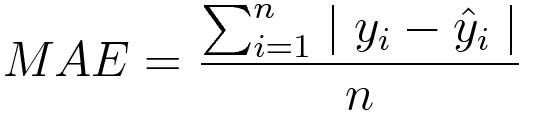 MAE = \frac{\sum_{i=1}^{n} | y_i - \hat{y}_i |}{n}